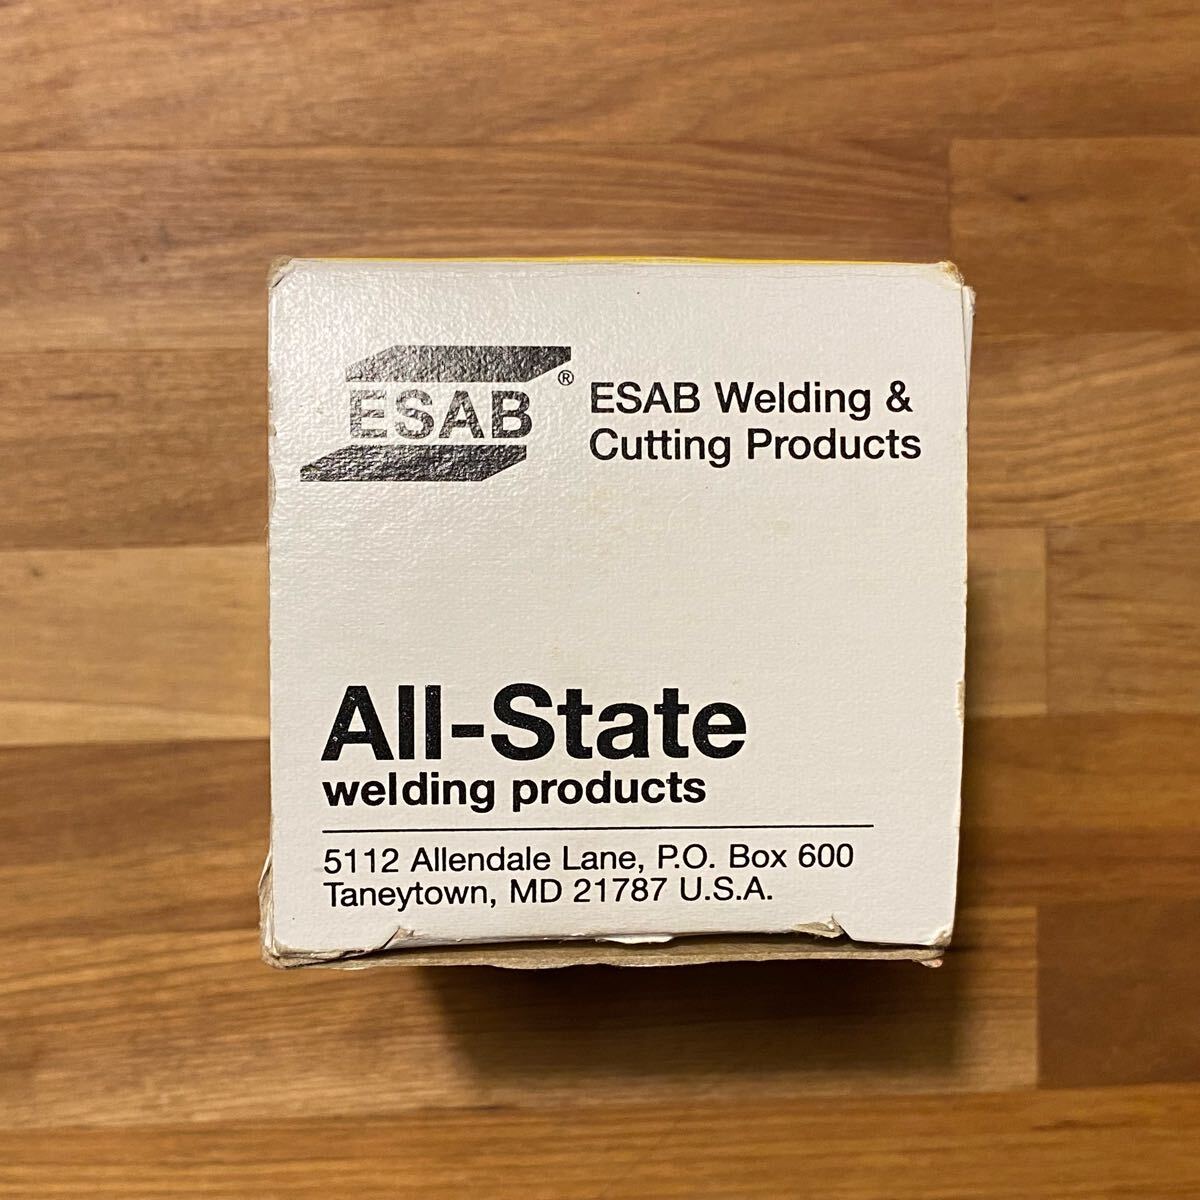 ESAB®
ESAB Welding &
Cutting Products
All-State
welding products
5112 Allendale Lane, P.O. Box 600
Taneytown, MD 21787 U.S.A.